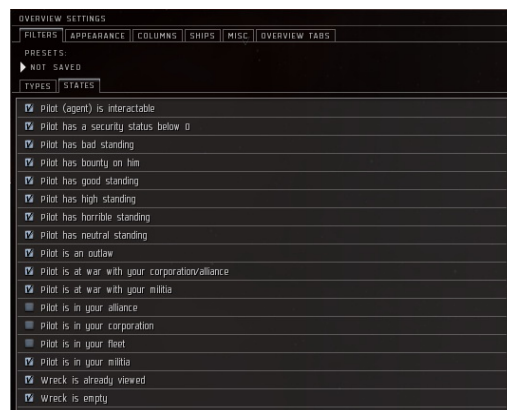 OVERVIEW SETTINGS
FILTERS APPEARANCE COLUMNS SHIPS MISC OVERVIEW TABS
PRESETS:
NOT SAVED
TYPES STATES
Pilot (agent) is interactable
Pilot has a security status below 0
Pilot has bad standing
Pilot has bounty on him
Pilot has good standing
Pilot has high standing
Pilot has horrible standing
Pilot has neutral standing
Pilot is an outlaw
Pilot is at war with your corporation/alliance
Pilot is at war with your militia
Pilot is in your alliance
Pilot is in your corporation
Pilot is in your fleet
Pilot is in your militia
Wreck is already viewed
Wreck is empty